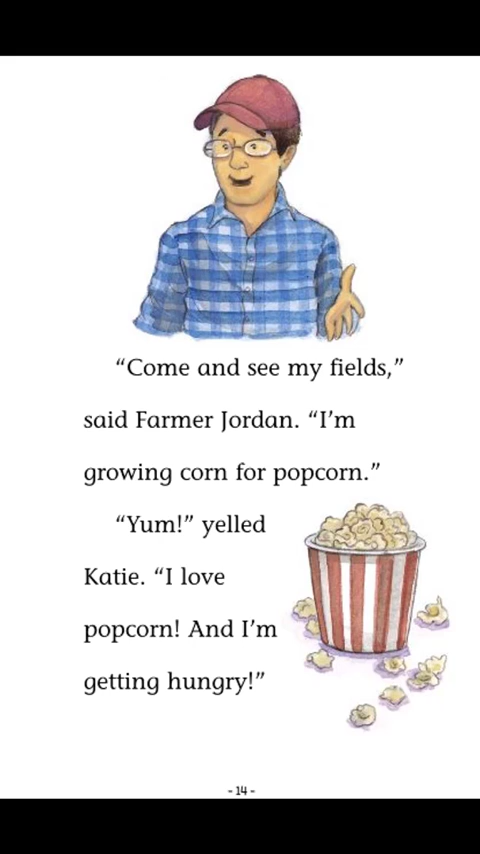 “Come and see my fields,”
said Farmer Jordan. “I’m
growing corn for popcorn.”
“Yum!” yelled
Katie. “I love
popcorn! And I’m
getting hungry!”
- 14 -